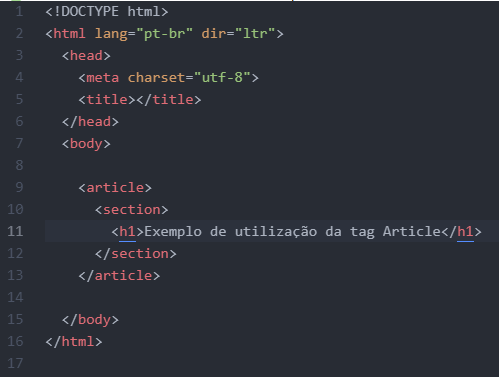 1 <!DOCTYPE html>
2 <html lang="pt-br" dir="ltr">
3   <head>
4     <meta charset="utf-8">
5     <title></title>
6   </head>
7   <body>
8
9     <article>
10       <section>
11         <h1>Exemplo de utilização da tag Article</h1>
12       </section>
13     </article>
14
15   </body>
16 </html>
17